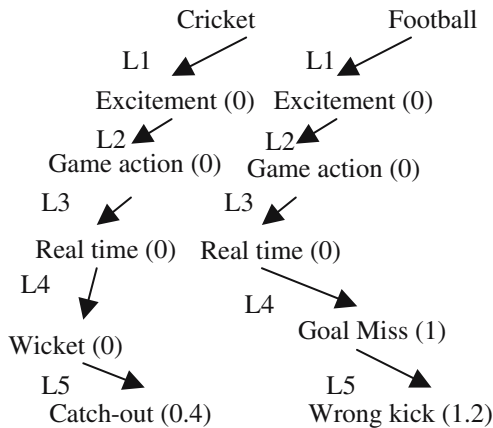 Cricket Football
L1 L1
Excitement (0) Excitement (0)
L2 L2
Game action (0) Game action (0)
L3 L3
Real time (0) Real time (0)
L4 L4
Goal Miss (1)
Wicket (0)
L5 L5
Catch-out (0.4) Wrong kick (1.2)